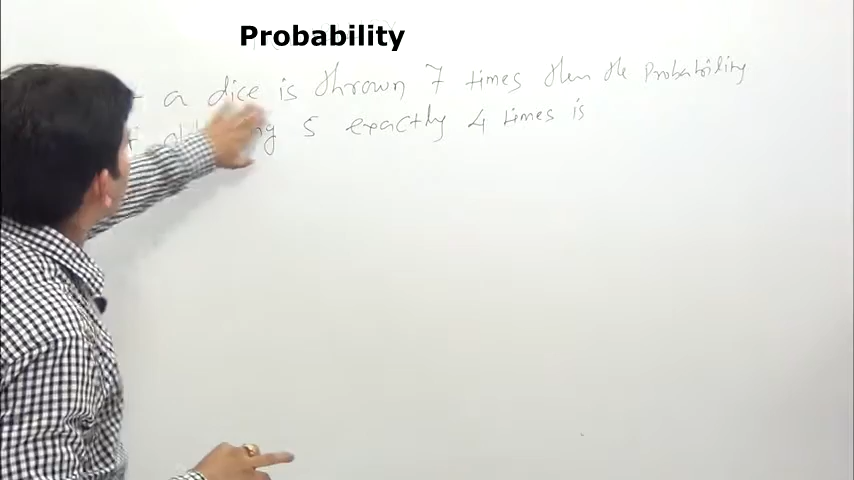 Probability
a dice is thrown 7 times then the Probability
5 exactly 4 times is